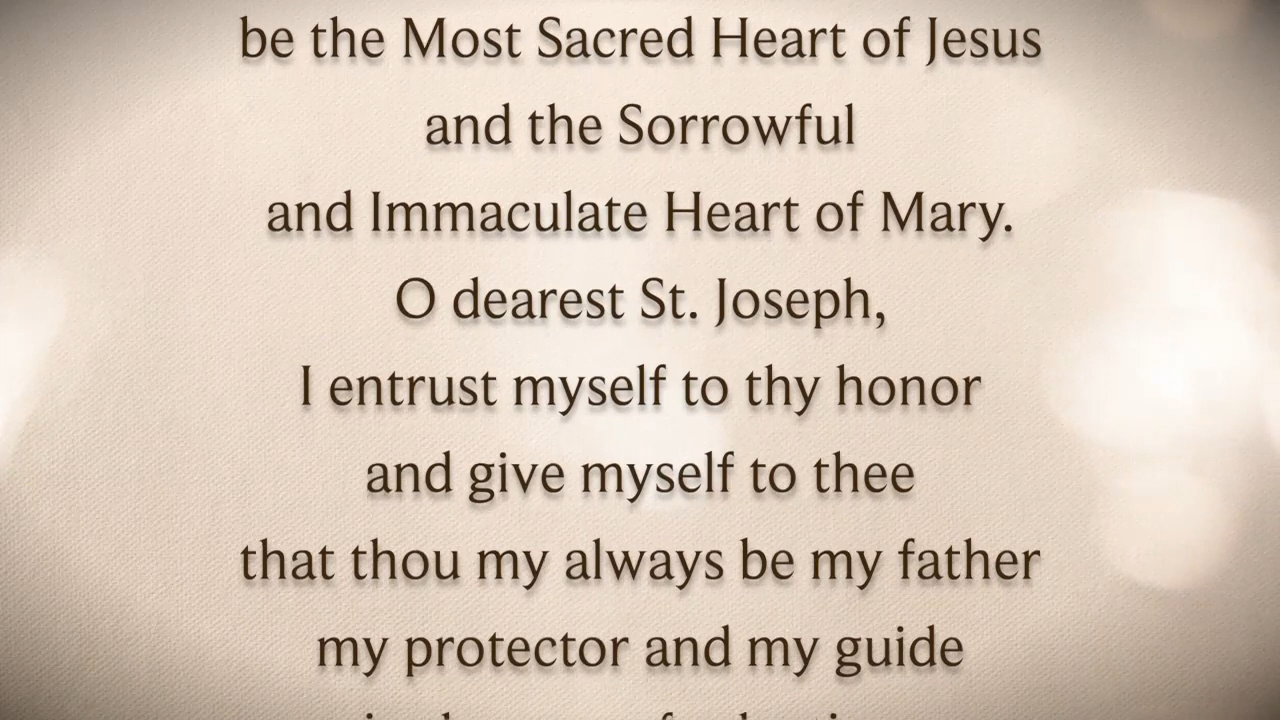 be the Most Sacred Heart of Jesus
and the Sorrowful
and Immaculate Heart of Mary.
O dearest St. Joseph,
I entrust myself to thy honor
and give myself to thee
that thou my always be my father
my protector and my guide